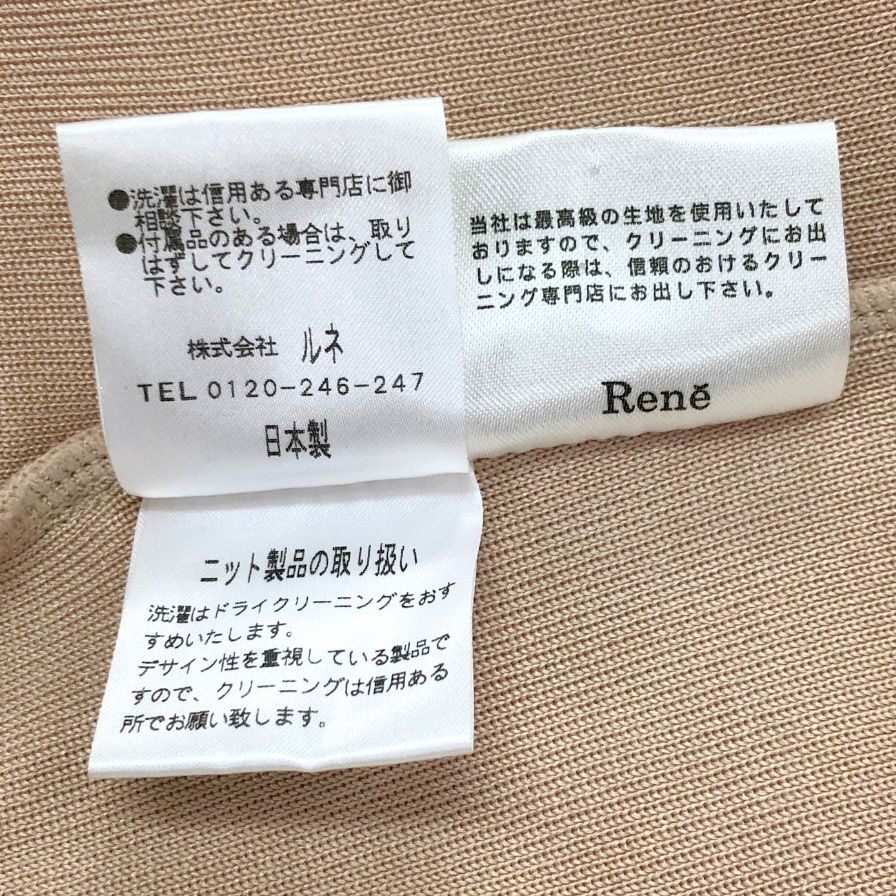 ●洗濯は信用ある専門店に御
相談下さい。
●付属品のある場合は、取り
はずしてクリーニングして
下さい。
株式会社 ルネ
TEL 0120-246-247
日本製
当社は最高級の生地を使用いたして
おりますので、クリーニングにお出
しになる際は、信頼のおけるクリー
ニング専門店にお出し下さい。
Renĕ
ニット製品の取り扱い
洗濯はドライクリーニングをおす
すめいたします。
デザイン性を重視している製品で
すので、クリーニングは信用ある
所でお願い致します。